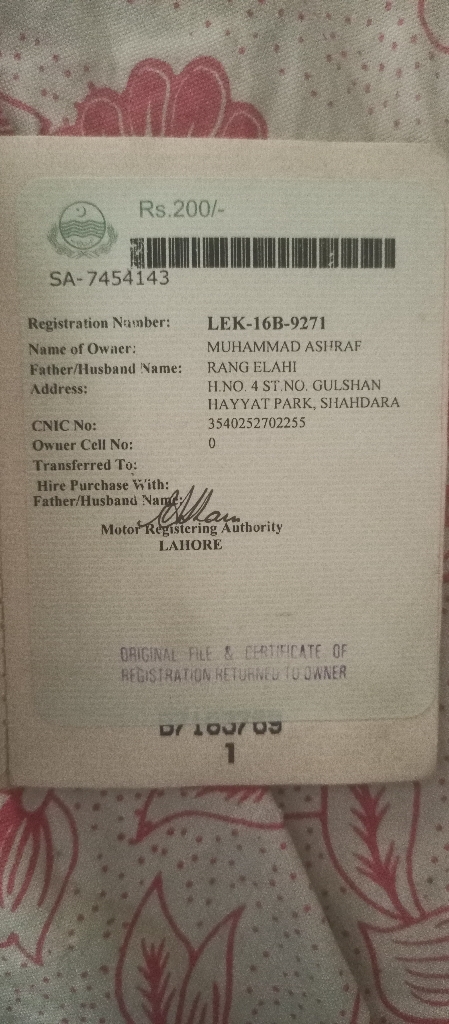 Rs.200/-
SA-7454143
Registration Number: LEK-16B-9271
Name of Owner: MUHAMMAD ASHRAF
Father/Husband Name: RANG ELAHI
Address: H.NO. 4 ST.NO. GULSHAN
HAYYAT PARK, SHAHDARA
CNIC No: 3540252702255
Owner Cell No: 0
Transferred To:
Hire Purchase With:
Father/Husband Name:
Motor Registering Authority
LAHORE
ORIGINAL FILE & CERTIFICATE OF
REGISTRATION RETURNED TO OWNER
1